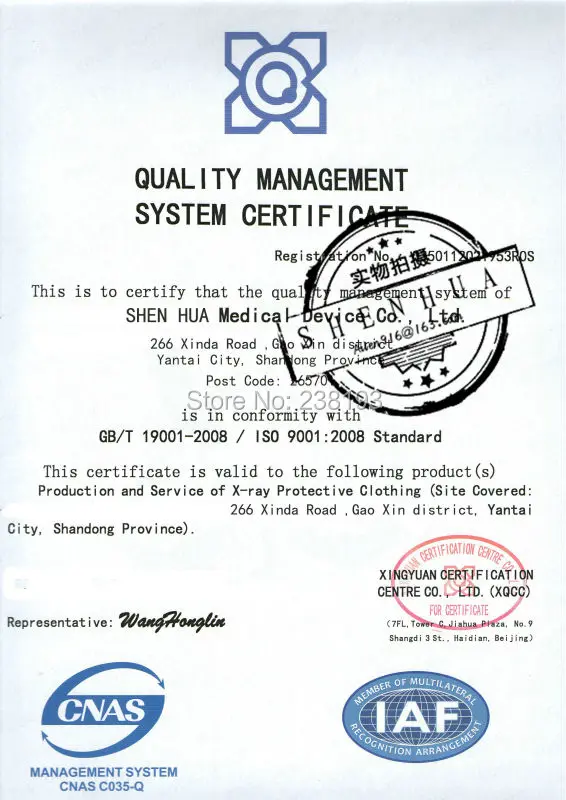 QUALITY MANAGEMENT
SYSTEM CERTIFICATE
Registration No.
实物拍摄
This is to certify that the quality management system of
SHEN HUA Medical Device Co., Ltd.
SHENHUA
266 Xinda Road ,Gao Xin district
Yantai City, Shandong Province
Post Code:
Store No: 238103
is in conformity with
GB/T 19001-2008 / ISO 9001:2008 Standard
This certificate is valid to the following product(s)
Production and Service of X-ray Protective Clothing (Site Covered:
266 Xinda Road ,Gao Xin district, Yantai
City, Shandong Province).
CERTIFICATION CENTRE CO.
FOR CERTIFICATE
XINGYUAN CERTIFICATION
CENTRE CO., LTD. (XQCC)
(7FL,Tower C,Jiahua Plaza, No.9
Shangdi 3 St., Haidian, Beijing)
Representative: WangHonglin
CNAS
MANAGEMENT SYSTEM
CNAS C035-Q
MEMBER OF MULTILATERAL
IAF
RECOGNITION ARRANGEMENT